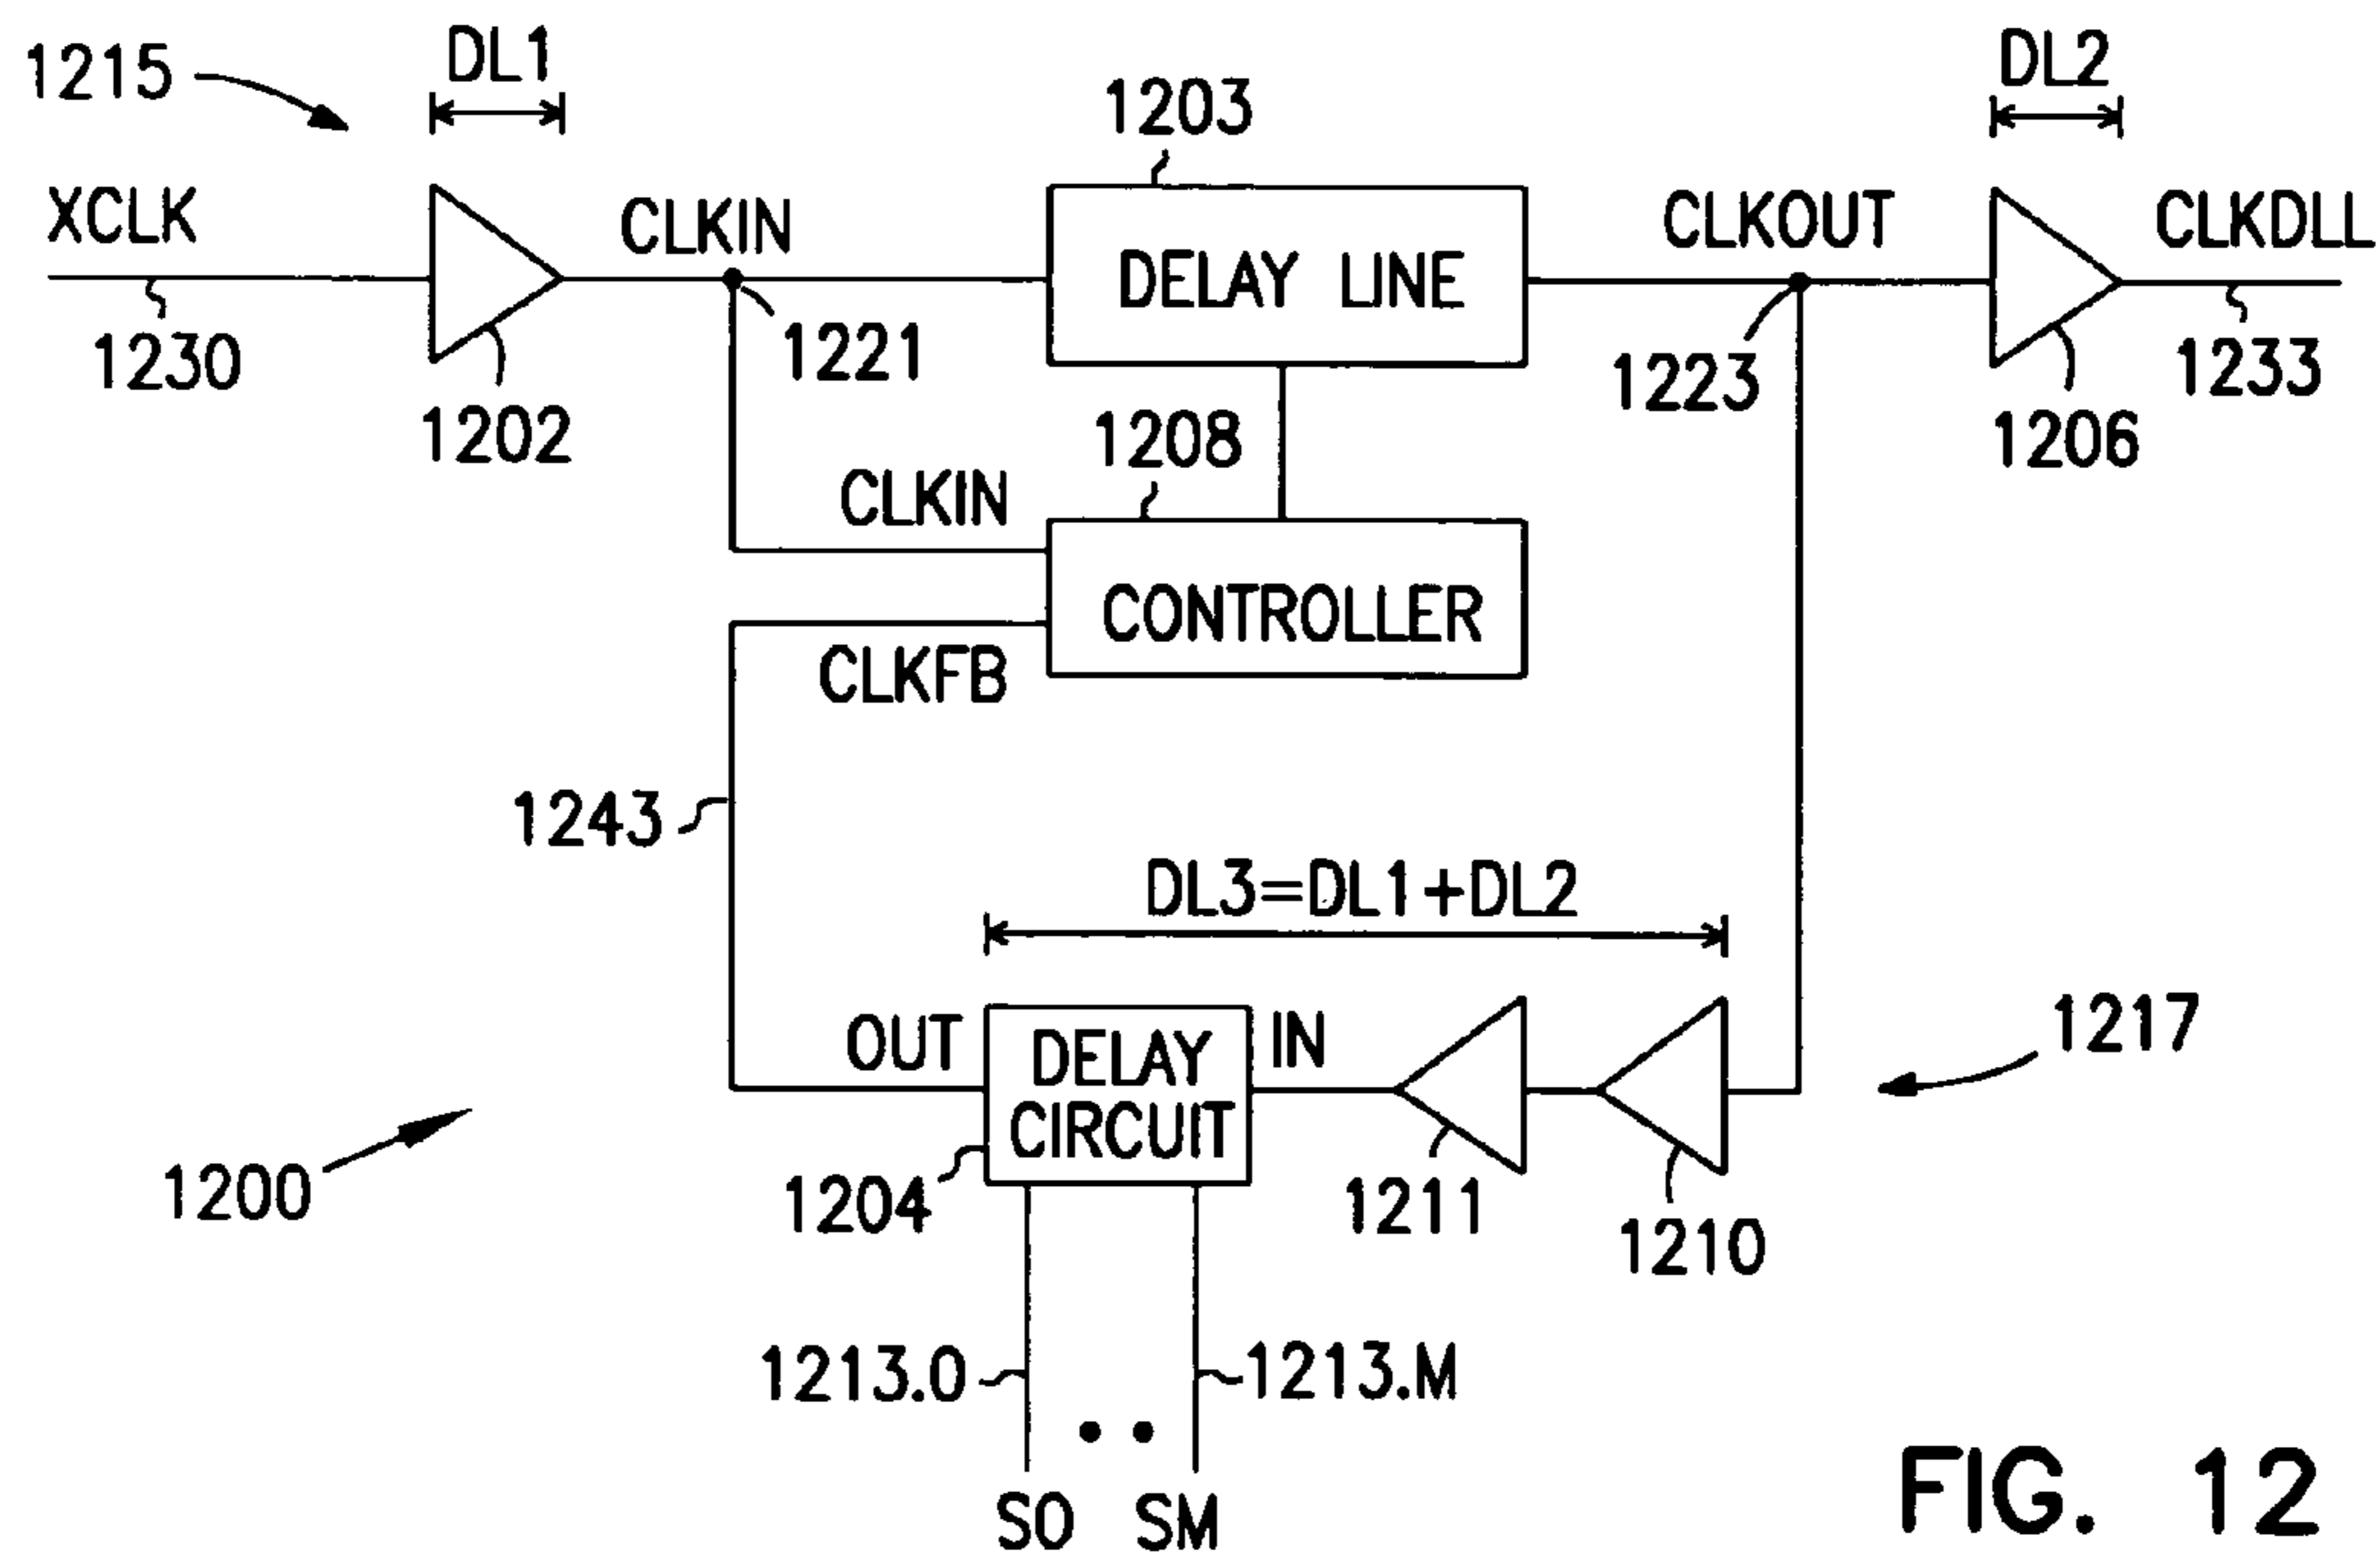 1215
DL1
DL2
1203
XCLK
CLKIN
CLKOUT
CLKDLL
DELAY LINE
1230
1221
1223
1233
1202
1208
1206
CLKIN
CONTROLLER
CLKFB
1243
DL3=DL1+DL2
1217
OUT
DELAY
CIRCUIT
IN
1200
1204
1211
1210
1213.0
1213.M
S0
SM
FIG. 12